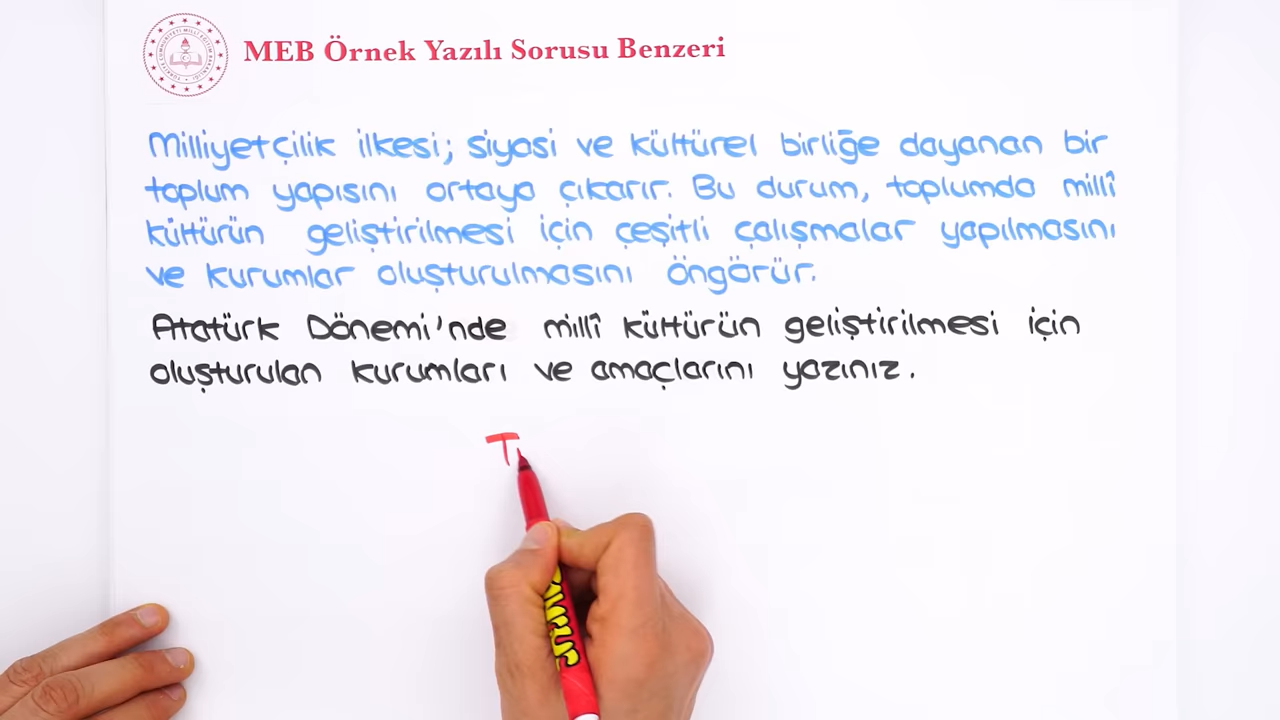 MEB Örnek Yazılı Sorusu Benzeri
Milliyetçilik ilkesi; siyasi ve kültürel birliğe dayanan bir
toplum yapısını ortaya çıkarır. Bu durum, toplumda millî
kültürün geliştirilmesi için çeşitli çalışmalar yapılmasını
ve kurumlar oluşturulmasını öngörür.
Atatürk Dönemi'nde millî kültürün geliştirilmesi için
oluşturulan kurumları ve amaçlarını yazınız.
T